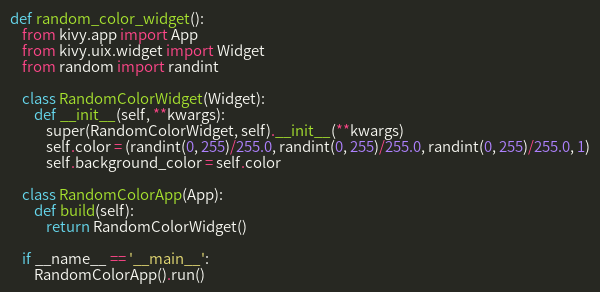 def random_color_widget():
    from kivy.app import App
    from kivy.uix.widget import Widget
    from random import randint

    class RandomColorWidget(Widget):
        def __init__(self, **kwargs):
            super(RandomColorWidget, self).__init__(**kwargs)
            self.color = (randint(0, 255)/255.0, randint(0, 255)/255.0, randint(0, 255)/255.0, 1)
            self.background_color = self.color

    class RandomColorApp(App):
        def build(self):
            return RandomColorWidget()

    if __name__ == '__main__':
        RandomColorApp().run()